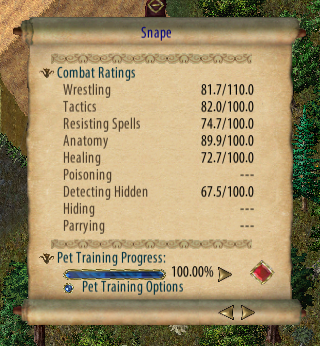 Snape
Combat Ratings
Wrestling 81.7/110.0
Tactics 82.0/100.0
Resisting Spells 74.7/100.0
Anatomy 89.9/100.0
Healing 72.7/100.0
Poisoning ---
Detecting Hidden 67.5/100.0
Hiding ---
Parrying ---
Pet Training Progress:
100.00%
Pet Training Options